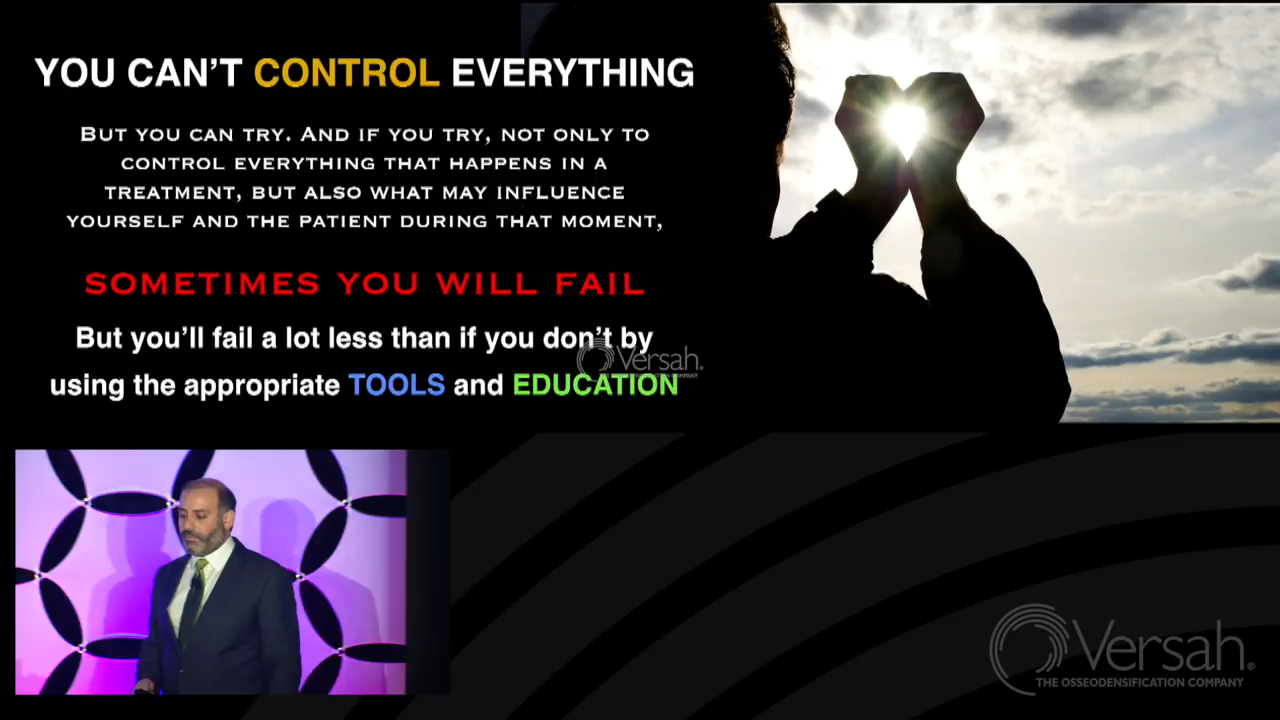 YOU CAN'T CONTROL EVERYTHING
BUT YOU CAN TRY. AND IF YOU TRY, NOT ONLY TO
CONTROL EVERYTHING THAT HAPPENS IN A
TREATMENT, BUT ALSO WHAT MAY INFLUENCE
YOURSELF AND THE PATIENT DURING THAT MOMENT,
SOMETIMES YOU WILL FAIL
But you'll fail a lot less than if you don't by
using the appropriate TOOLS and EDUCATION
Versah®
THE OSSEODENSIFICATION COMPANY
Versah®
THE OSSEODENSIFICATION COMPANY